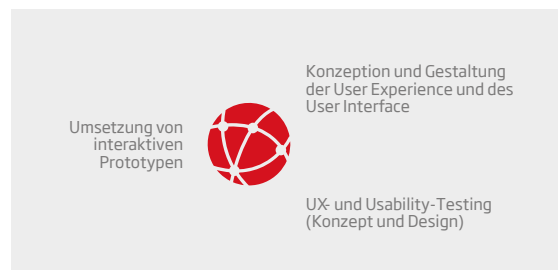 Konzeption und Gestaltung
der User Experience und des
User Interface
Umsetzung von
interaktiven
Prototypen
UX- und Usability-Testing
(Konzept und Design)